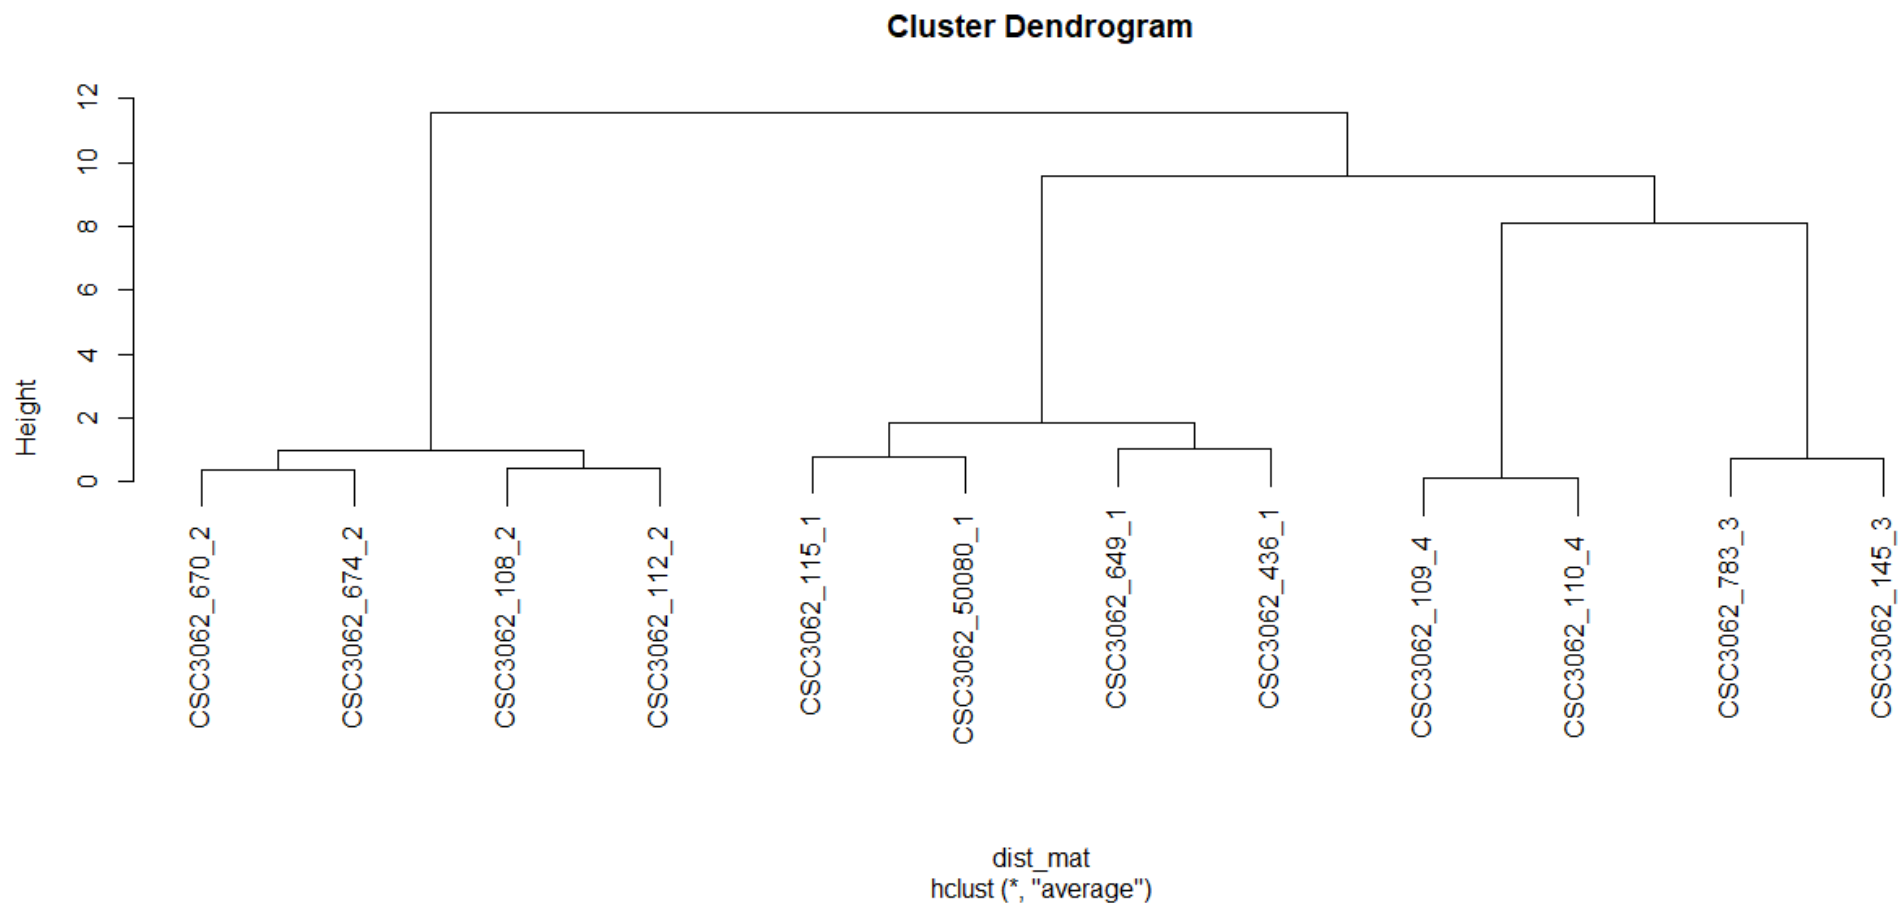 Cluster Dendrogram
Height
12
10
8
6
4
2
0
CSC3062_670_2
CSC3062_674_2
CSC3062_108_2
CSC3062_112_2
CSC3062_115_1
CSC3062_50080_1
CSC3062_649_1
CSC3062_436_1
CSC3062_109_4
CSC3062_110_4
CSC3062_783_3
CSC3062_145_3
dist_mat
hclust (*, "average")